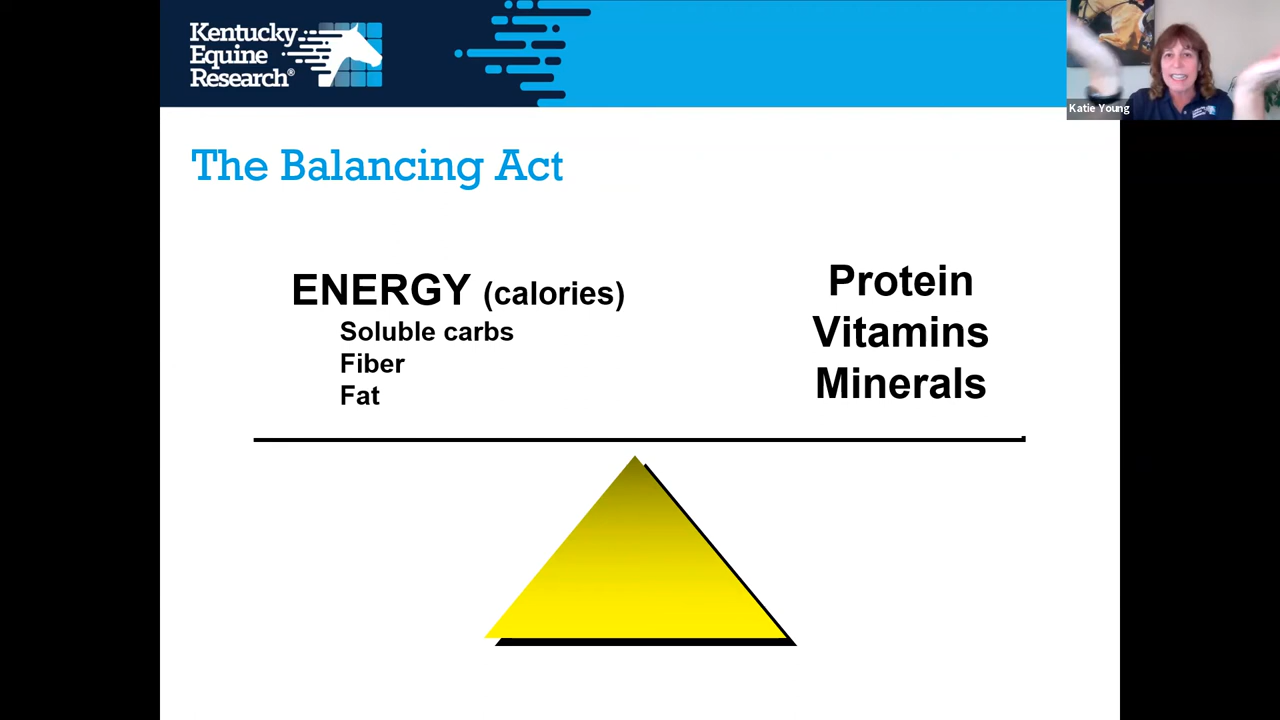 Kentucky
Equine
Research®
Katie Young
The Balancing Act
ENERGY (calories)
Soluble carbs
Fiber
Fat
Protein
Vitamins
Minerals